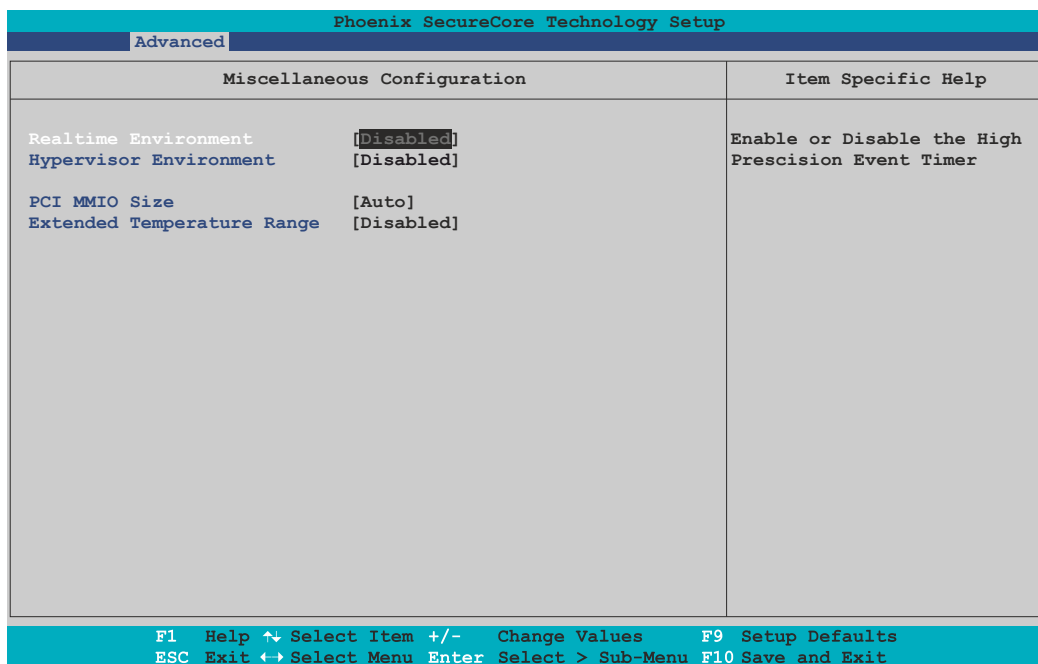 Phoenix SecureCore Technology Setup
Advanced
Miscellaneous Configuration
Item Specific Help
Realtime Environment [Disabled]
Hypervisor Environment [Disabled]
PCI MMIO Size [Auto]
Extended Temperature Range [Disabled]
Enable or Disable the High
Prescision Event Timer
F1 Help ↑↓ Select Item +/- Change Values F9 Setup Defaults
ESC Exit ←→ Select Menu Enter Select > Sub-Menu F10 Save and Exit